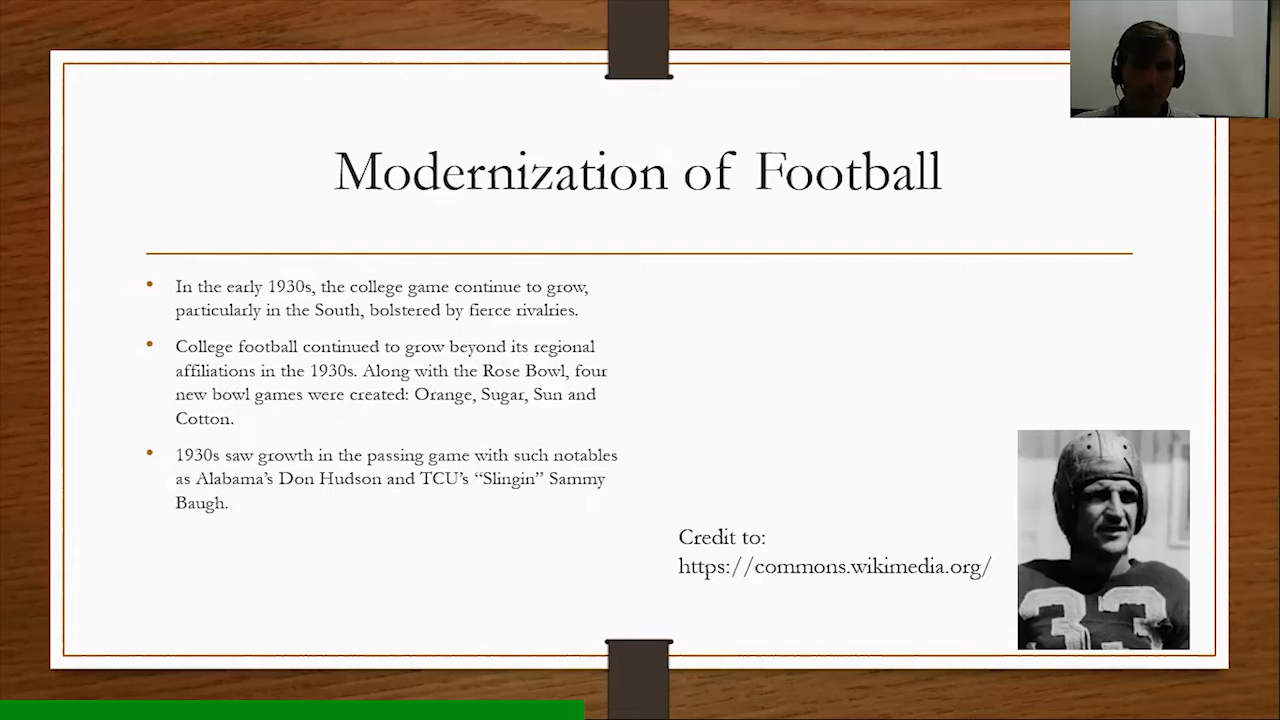 Modernization of Football
• In the early 1930s, the college game continue to grow,
particularly in the South, bolstered by fierce rivalries.
• College football continued to grow beyond its regional
affiliations in the 1930s. Along with the Rose Bowl, four
new bowl games were created: Orange, Sugar, Sun and
Cotton.
• 1930s saw growth in the passing game with such notables
as Alabama’s Don Hudson and TCU’s “Slingin” Sammy
Baugh.
Credit to:
https://commons.wikimedia.org/
33